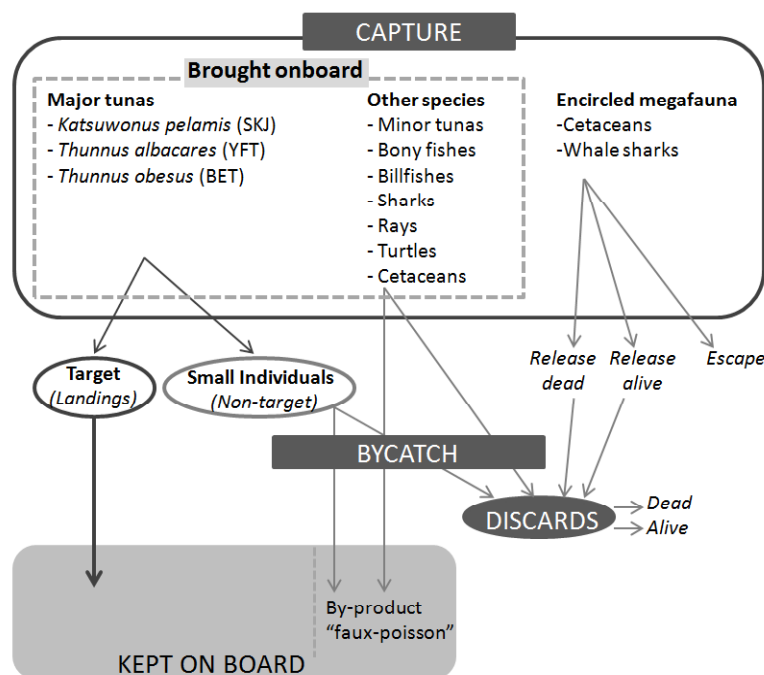 CAPTURE
Brought onboard
Major tunas
- Katsuwonus pelamis (SKJ)
- Thunnus albacares (YFT)
- Thunnus obesus (BET)
Other species
- Minor tunas
- Bony fishes
- Billfishes
- Sharks
- Rays
- Turtles
- Cetaceans
Encircled megafauna
-Cetaceans
-Whale sharks
Target
(Landings)
Small Individuals
(Non-target)
Release
dead
Release
alive
Escape
BYCATCH
DISCARDS
Dead
Alive
By-product
“faux-poisson”
KEPT ON BOARD